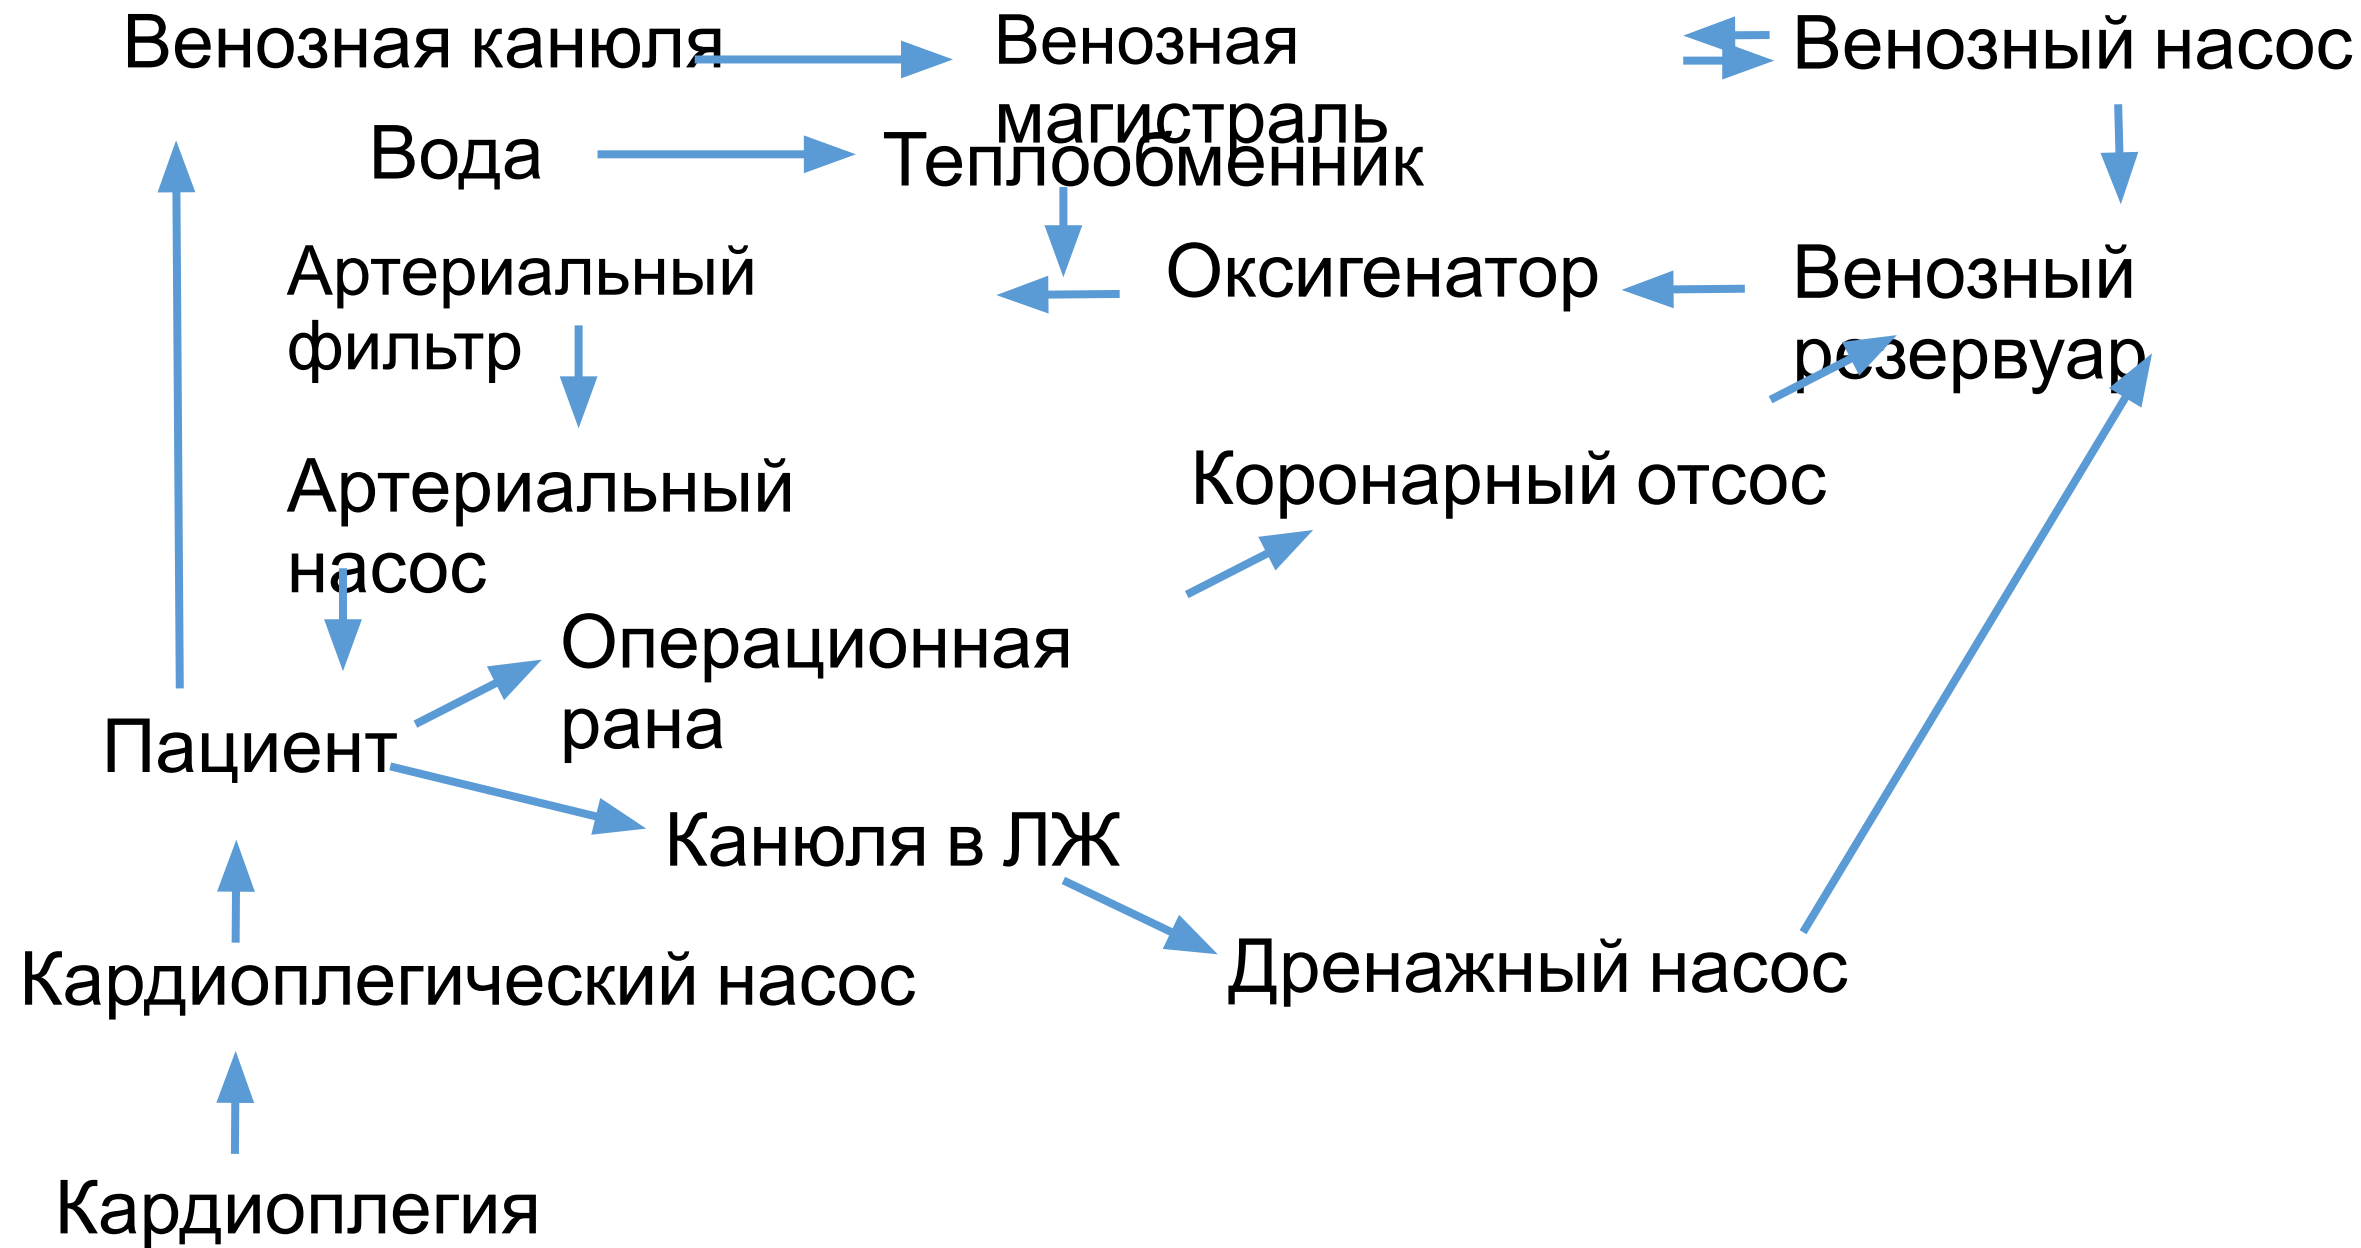 Венозная канюля
Венозная
магистраль
Венозный насос
Вода
Теплообменник
Артериальный
фильтр
Оксигенатор
Венозный
резервуар
Артериальный
насос
Коронарный отсос
Операционная
рана
Пациент
Канюля в ЛЖ
Кардиоплегический насос
Дренажный насос
Кардиоплегия